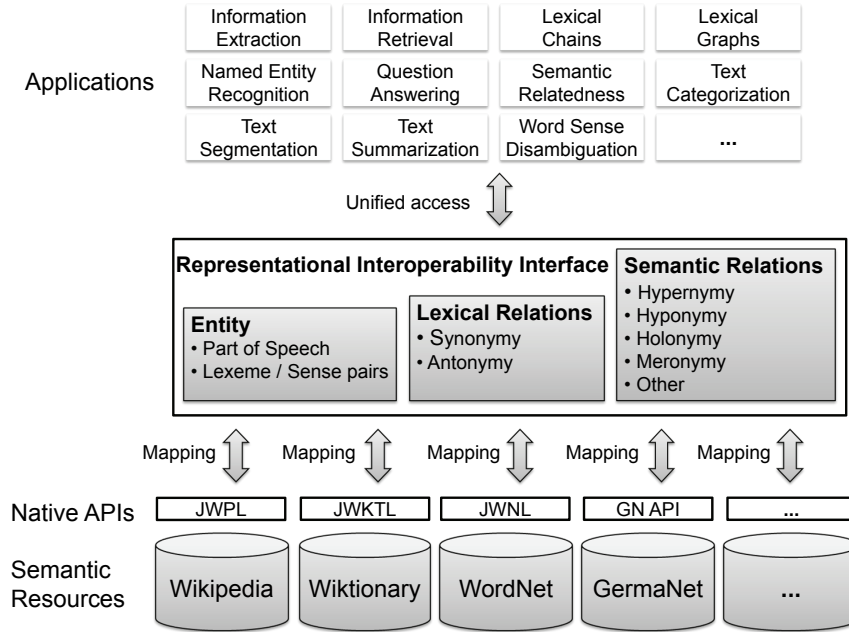 Information
Extraction
Information
Retrieval
Lexical
Chains
Lexical
Graphs
Applications
Named Entity
Recognition
Question
Answering
Semantic
Relatedness
Text
Categorization
Text
Segmentation
Text
Summarization
Word Sense
Disambiguation
...
Unified access
Representational Interoperability Interface
Entity
• Part of Speech
• Lexeme / Sense pairs
Lexical Relations
• Synonymy
• Antonymy
Semantic Relations
• Hypernymy
• Hyponymy
• Holonymy
• Meronymy
• Other
Mapping
Mapping
Mapping
Mapping
Mapping
Native APIs
JWPL
JWKTL
JWNL
GN API
...
Semantic
Resources
Wikipedia
Wiktionary
WordNet
GermaNet
...